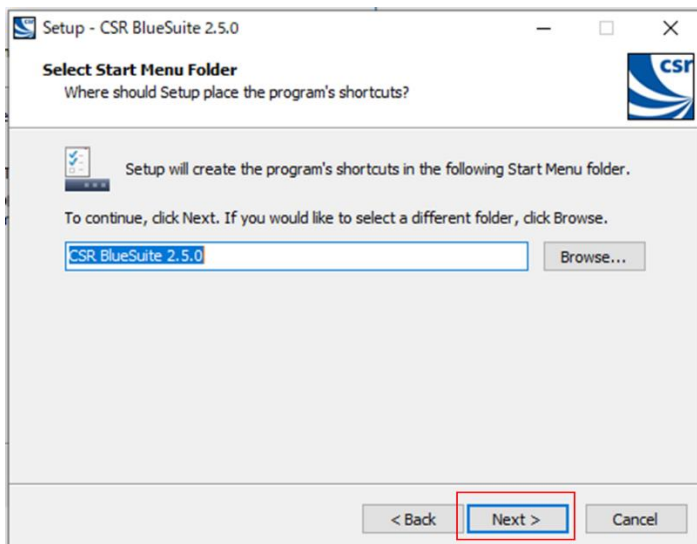 Setup - CSR BlueSuite 2.5.0
Select Start Menu Folder
Where should Setup place the program's shortcuts?
csr
Setup will create the program's shortcuts in the following Start Menu folder.
To continue, click Next. If you would like to select a different folder, click Browse.
CSR BlueSuite 2.5.0
Browse...
< Back
Next >
Cancel